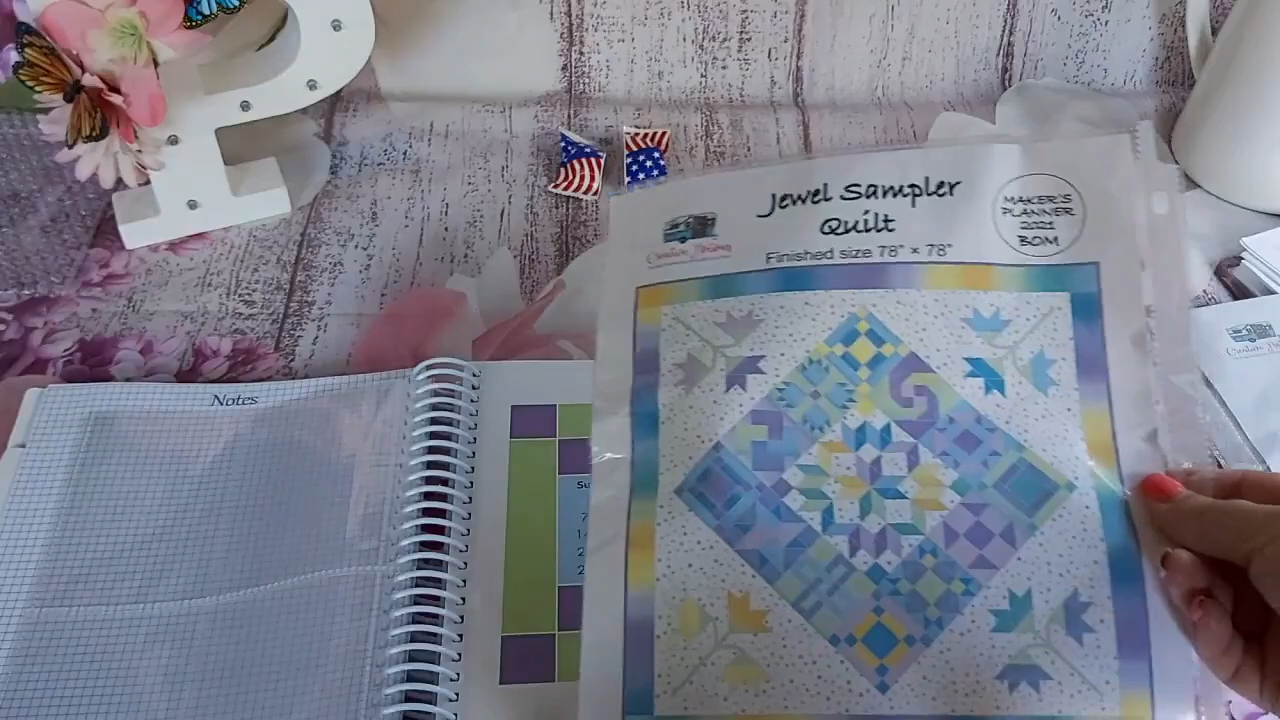 Jewel Sampler
Quilt
Finished size 78" × 78"
MAKER'S
PLANNER
2021
BOM
Notes